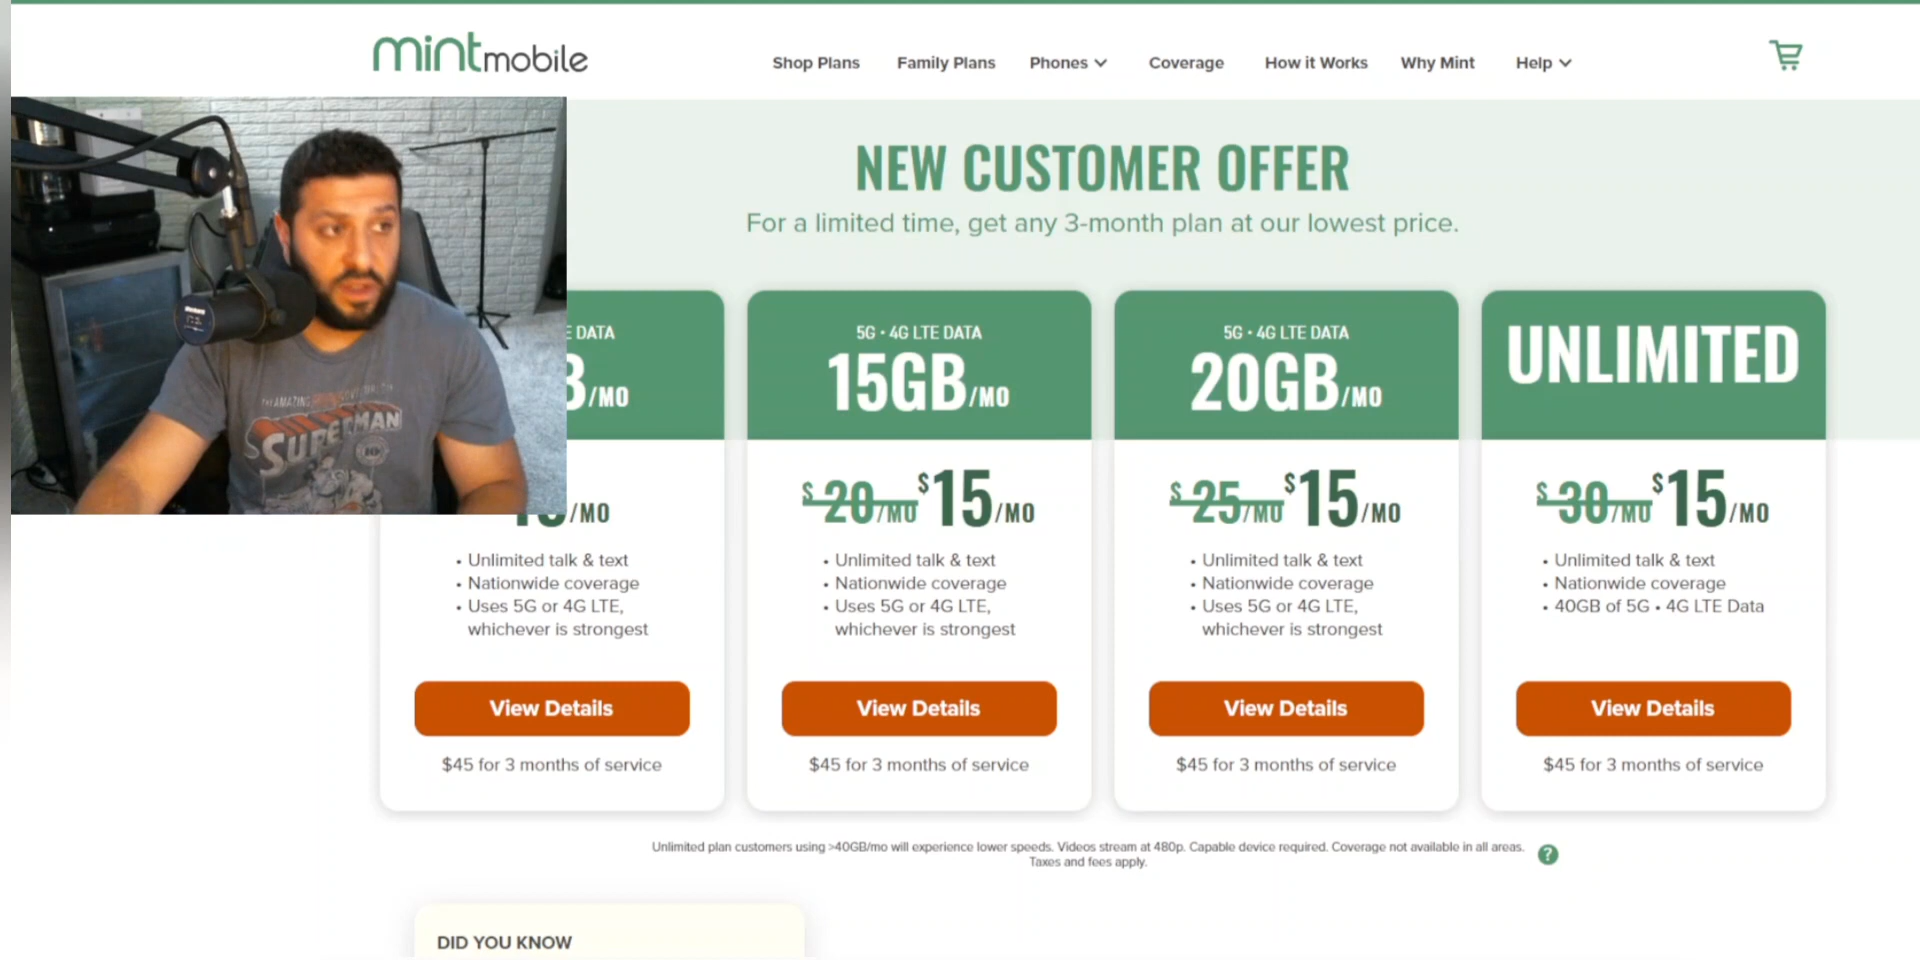 mintmobile
Shop Plans Family Plans Phones Coverage How it Works Why Mint Help
NEW CUSTOMER OFFER
For a limited time, get any 3-month plan at our lowest price.
DATA
/MO
/MO
• Unlimited talk & text
• Nationwide coverage
• Uses 5G or 4G LTE,
whichever is strongest
View Details
$45 for 3 months of service
5G • 4G LTE DATA
15GB/MO
$20/MO $15/MO
• Unlimited talk & text
• Nationwide coverage
• Uses 5G or 4G LTE,
whichever is strongest
View Details
$45 for 3 months of service
5G • 4G LTE DATA
20GB/MO
$25/MO $15/MO
• Unlimited talk & text
• Nationwide coverage
• Uses 5G or 4G LTE,
whichever is strongest
View Details
$45 for 3 months of service
UNLIMITED
$30/MO $15/MO
• Unlimited talk & text
• Nationwide coverage
• 40GB of 5G • 4G LTE Data
View Details
$45 for 3 months of service
Unlimited plan customers using >40GB/mo will experience lower speeds. Videos stream at 480p. Capable device required. Coverage not available in all areas.
Taxes and fees apply.
?
DID YOU KNOW
THE AMAZING
SUPERMAN